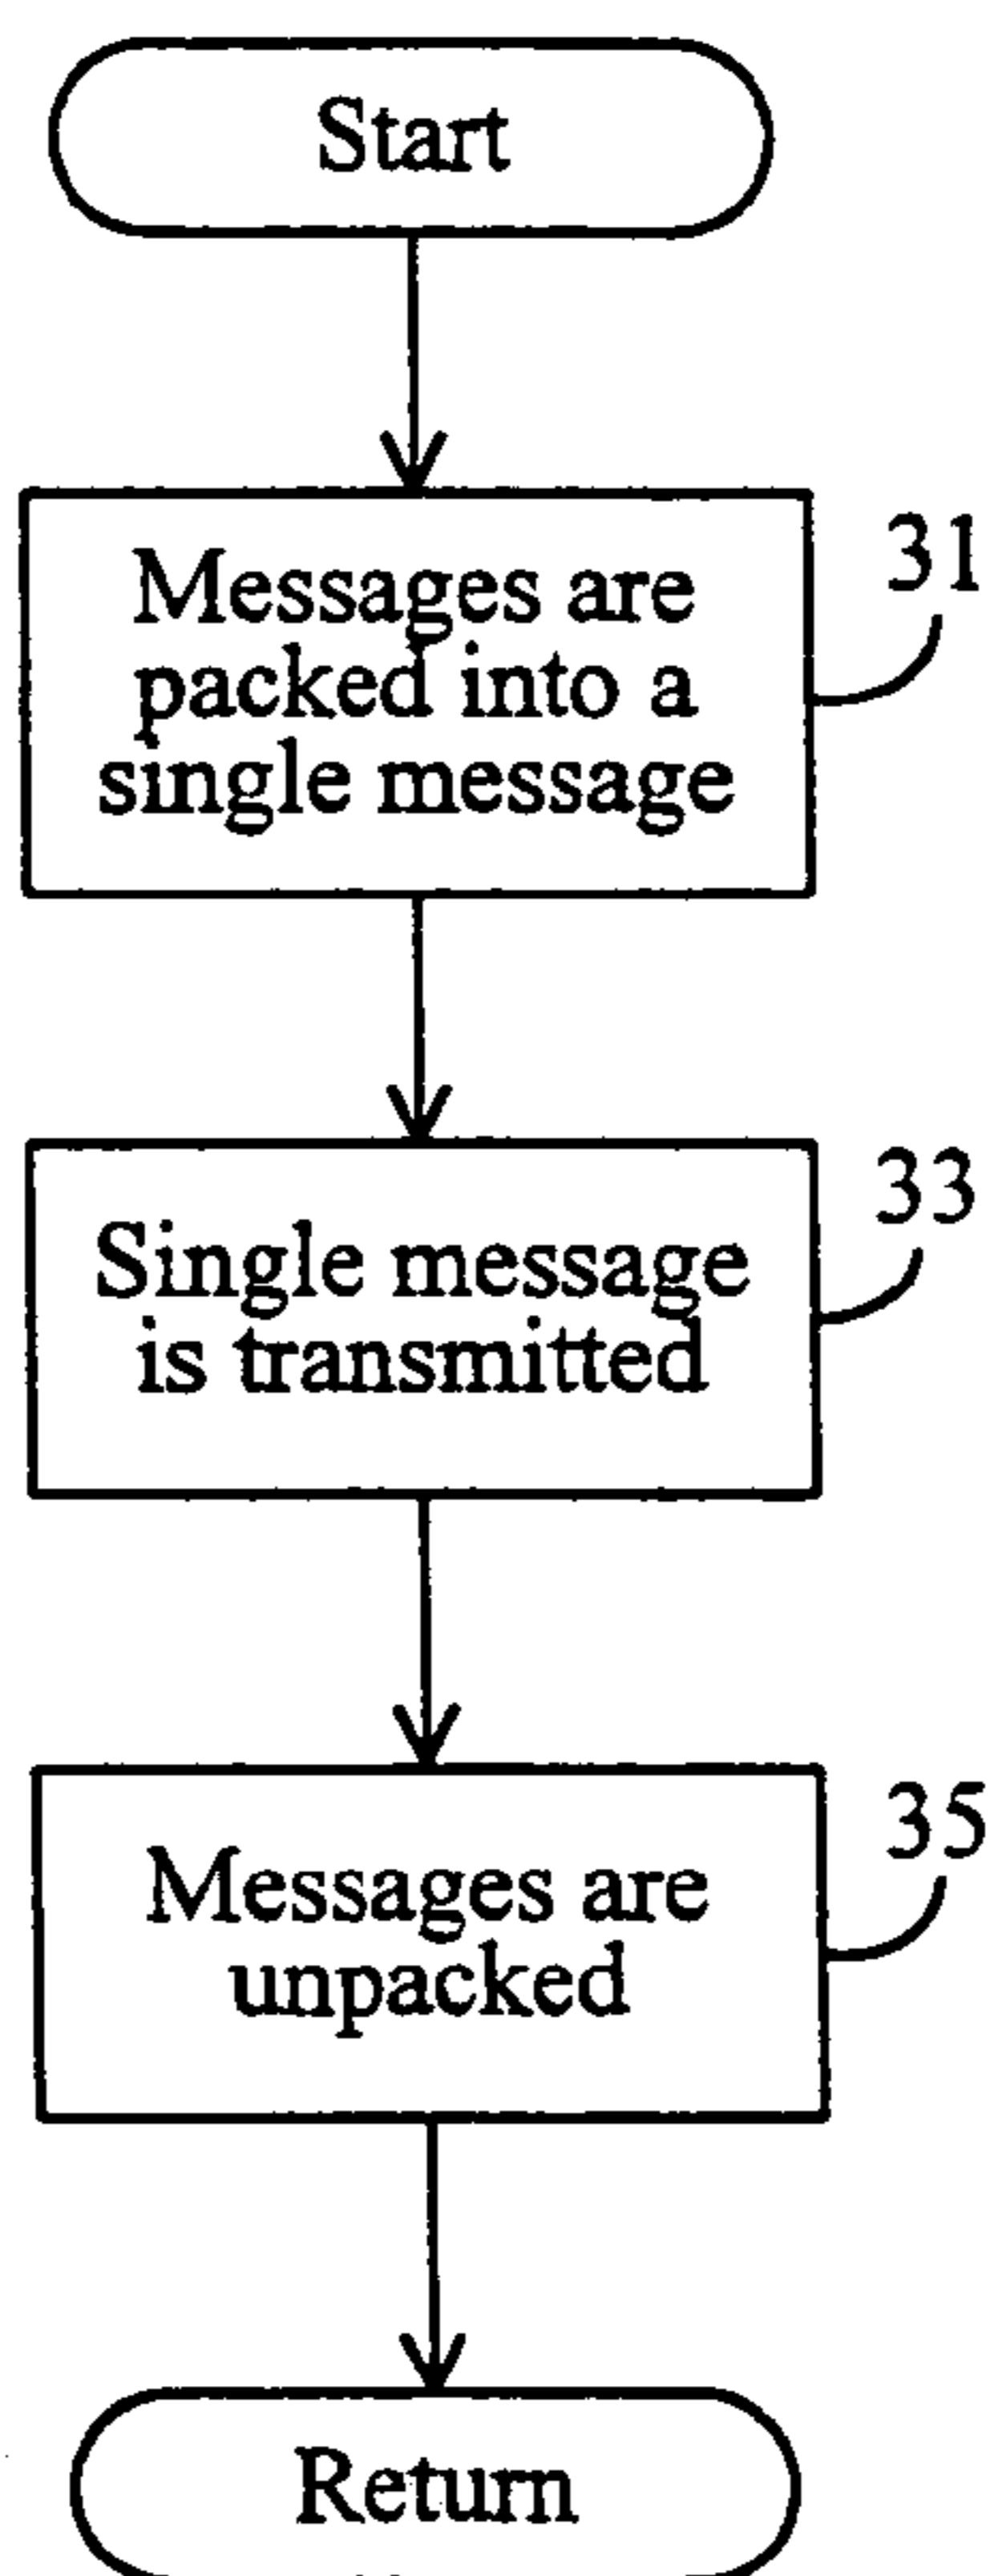 Start
Messages are
packed into a
single message
31
Single message
is transmitted
33
Messages are
unpacked
35
Return